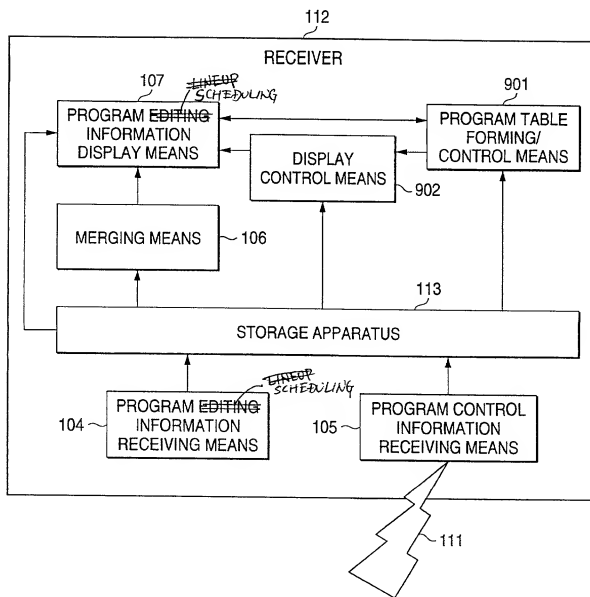 112
RECEIVER
107
LINEUP
SCHEDULING
901
PROGRAM EDITING
INFORMATION
DISPLAY MEANS
PROGRAM TABLE
FORMING/
CONTROL MEANS
DISPLAY
CONTROL MEANS
902
MERGING MEANS
106
113
STORAGE APPARATUS
LINEUP
SCHEDULING
104
PROGRAM EDITING
INFORMATION
RECEIVING MEANS
105
PROGRAM CONTROL
INFORMATION
RECEIVING MEANS
111